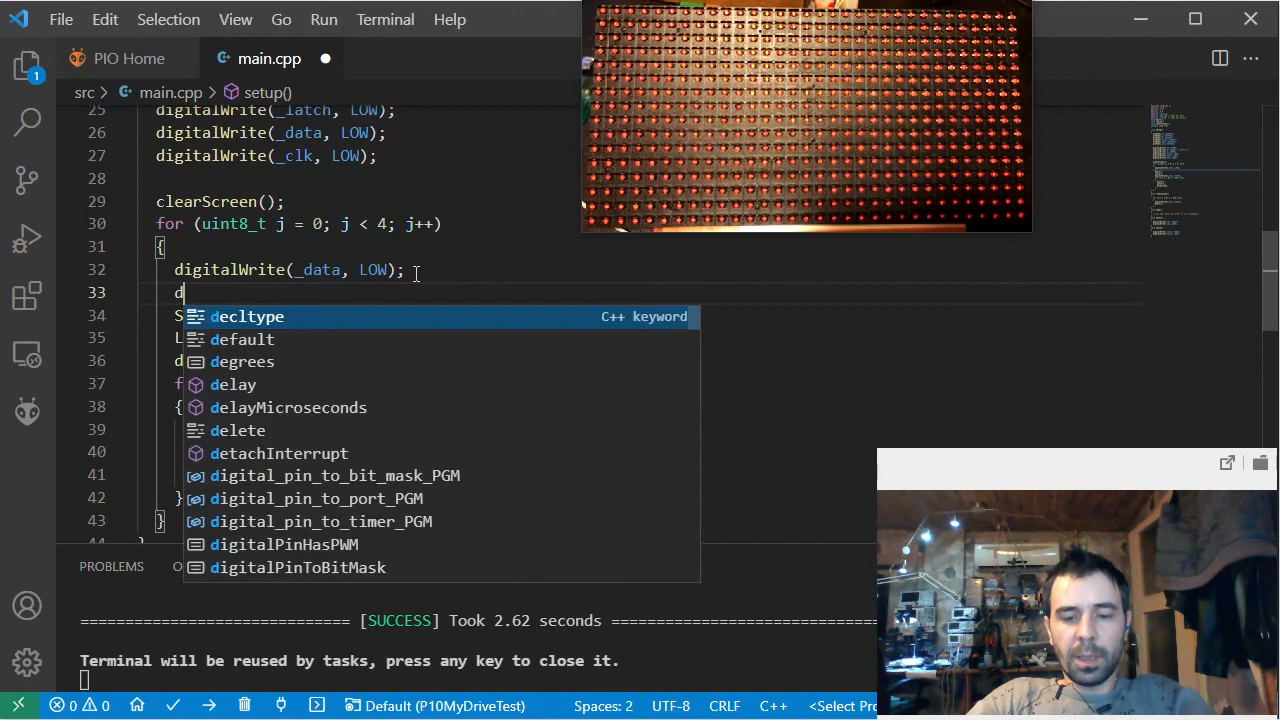 File Edit Selection View Go Run Terminal Help
PIO Home main.cpp
src > main.cpp > setup()
1
25 digitalWrite(_latch, LOW);
26 digitalWrite(_data, LOW);
27 digitalWrite(_clk, LOW);
28
29 clearScreen();
30 for (uint8_t j = 0; j < 4; j++)
31 {
32 digitalWrite(_data, LOW);
33 d
34 S
decltype C++ keyword
35 L
default
36 d
degrees
37 f
delay
38 {
delayMicroseconds
39
delete
40
detachInterrupt
41
digital_pin_to_bit_mask_PGM
42 }
digital_pin_to_port_PGM
43 }
digital_pin_to_timer_PGM
digitalPinHasPWM
digitalPinToBitMask
PROBLEMS O
============================ [SUCCESS] Took 2.62 seconds ============================
Terminal will be reused by tasks, press any key to close it.
0 0 Default (P10MyDriveTest) Spaces: 2 UTF-8 CRLF C++ <Select Pro